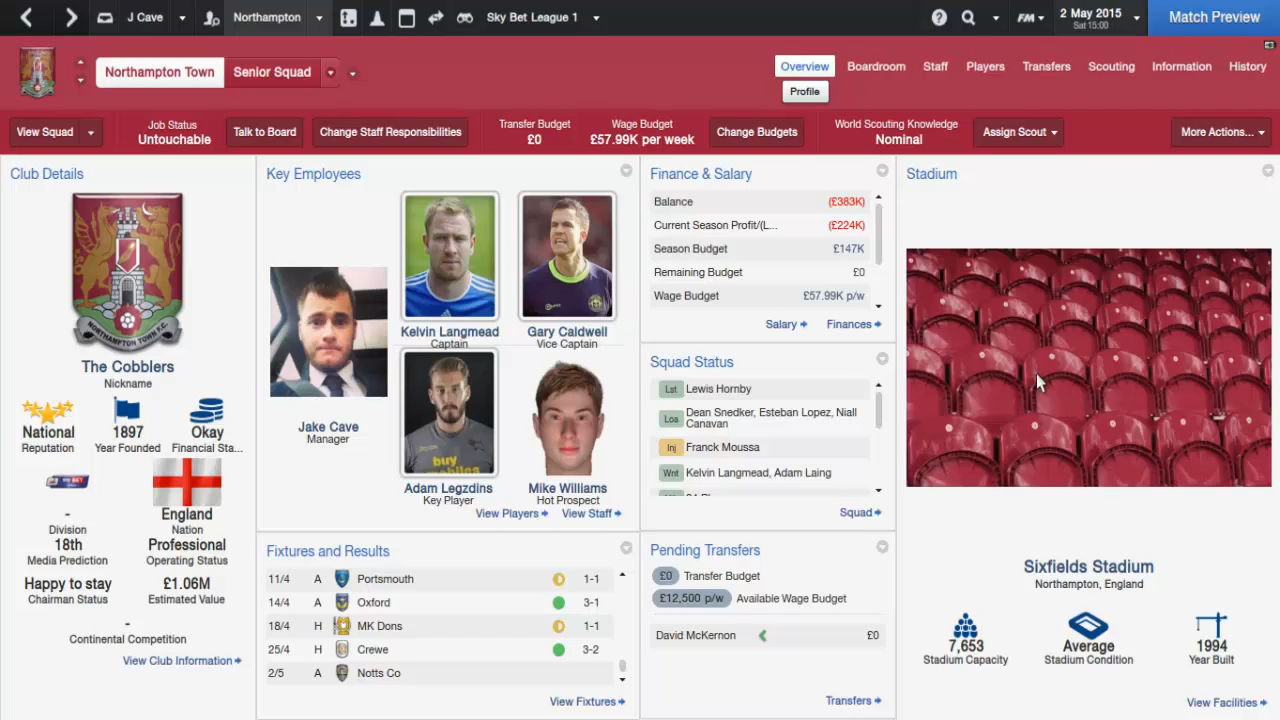 J Cave
Northampton
Sky Bet League 1
FM
2 May 2015
Sat 15:00
Match Preview
Northampton Town
Senior Squad
Overview
Boardroom
Staff
Players
Transfers
Scouting
Information
History
Profile
View Squad
Job Status
Untouchable
Talk to Board
Change Staff Responsibilities
Transfer Budget
£0
Wage Budget
£57.99K per week
Change Budgets
World Scouting Knowledge
Nominal
Assign Scout
More Actions...
Club Details
NORTHAMPTON TOWN F.C.
The Cobblers
Nickname
National
Reputation
1897
Year Founded
Okay
Financial Sta...
-
Division
England
Nation
18th
Media Prediction
Professional
Operating Status
Happy to stay
Chairman Status
£1.06M
Estimated Value
-
Continental Competition
View Club Information
Key Employees
Jake Cave
Manager
Kelvin Langmead
Captain
Gary Caldwell
Vice Captain
Adam Legzdins
Key Player
Mike Williams
Hot Prospect
View Players
View Staff
Fixtures and Results
11/4 A Portsmouth 1-1
14/4 A Oxford 3-1
18/4 H MK Dons 1-1
25/4 H Crewe 3-2
2/5 A Notts Co
View Fixtures
Finance & Salary
Balance (£383K)
Current Season Profit/(L... (£224K)
Season Budget £147K
Remaining Budget £0
Wage Budget £57.99K p/w
Salary
Finances
Squad Status
Lst Lewis Hornby
Loa Dean Snedker, Esteban Lopez, Niall
Canavan
Inj Franck Moussa
Wnt Kelvin Langmead, Adam Laing
Squad
Pending Transfers
£0 Transfer Budget
£12,500 p/w Available Wage Budget
David McKernon £0
Transfers
Stadium
Sixfields Stadium
Northampton, England
7,653
Stadium Capacity
Average
Stadium Condition
1994
Year Built
View Facilities